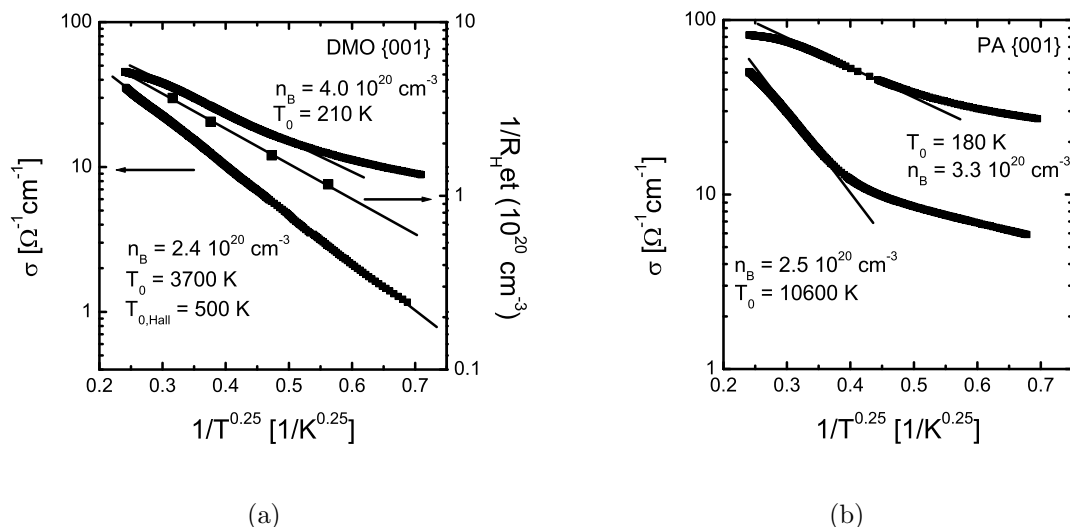 DMO {001}
n_B = 4.0 10^20 cm^-3
T_0 = 210 K
n_B = 2.4 10^20 cm^-3
T_0 = 3700 K
T_0,Hall = 500 K
σ [Ω^-1cm^-1]
100
10
1
1/R_Het (10^20 cm^-3)
10
1
0.1
0.2 0.3 0.4 0.5 0.6 0.7
1/T^0.25 [1/K^0.25]
(a)
PA {001}
T_0 = 180 K
n_B = 3.3 10^20 cm^-3
n_B = 2.5 10^20 cm^-3
T_0 = 10600 K
σ [Ω^-1cm^-1]
100
10
1
0.2 0.3 0.4 0.5 0.6 0.7
1/T^0.25 [1/K^0.25]
(b)